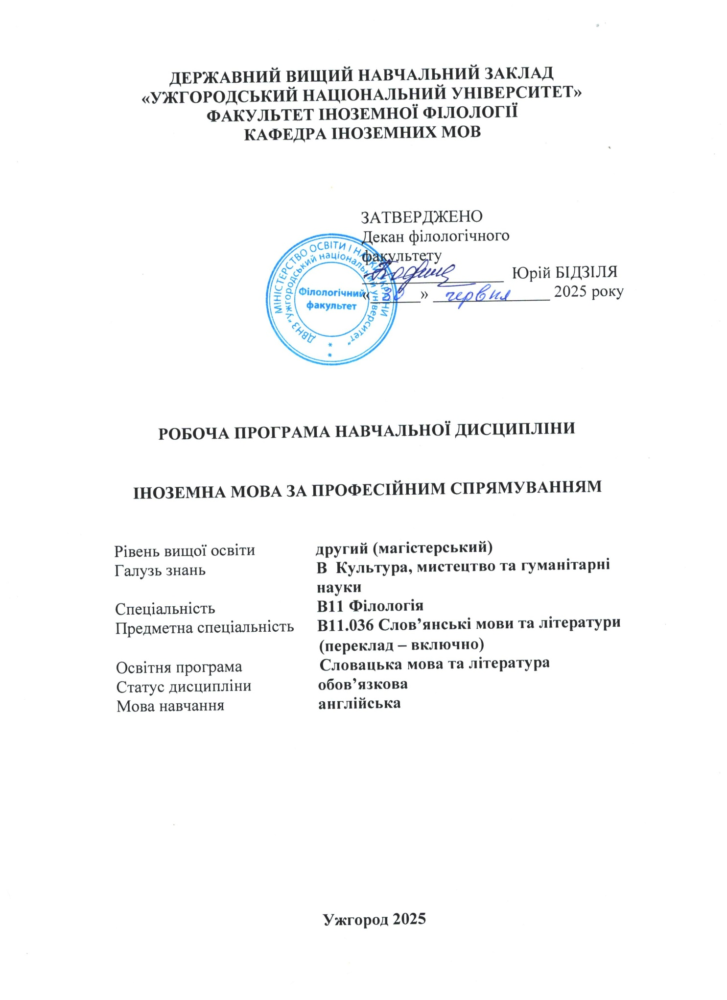 ДЕРЖАВНИЙ ВИЩИЙ НАВЧАЛЬНИЙ ЗАКЛАД
«УЖГОРОДСЬКИЙ НАЦІОНАЛЬНИЙ УНІВЕРСИТЕТ»
ФАКУЛЬТЕТ ІНОЗЕМНОЇ ФІЛОЛОГІЇ
КАФЕДРА ІНОЗЕМНИХ МОВ
ЗАТВЕРДЖЕНО
Декан філологічного
факультету
Юрій БІДЗІЛЯ
«30» червня 2025 року
МІНІСТЕРСТВО ОСВІТИ І НАУКИ УКРАЇНИ
ДВНЗ "Ужгородський національний університет"
Філологічний
факультет
РОБОЧА ПРОГРАМА НАВЧАЛЬНОЇ ДИСЦИПЛІНИ
ІНОЗЕМНА МОВА ЗА ПРОФЕСІЙНИМ СПРЯМУВАННЯМ
Рівень вищої освіти другий (магістерський)
Галузь знань В Культура, мистецтво та гуманітарні
науки
Спеціальність В11 Філологія
Предметна спеціальність В11.036 Слов’янські мови та літератури
(переклад – включно)
Освітня програма Словацька мова та література
Статус дисципліни обов’язкова
Мова навчання англійська
Ужгород 2025